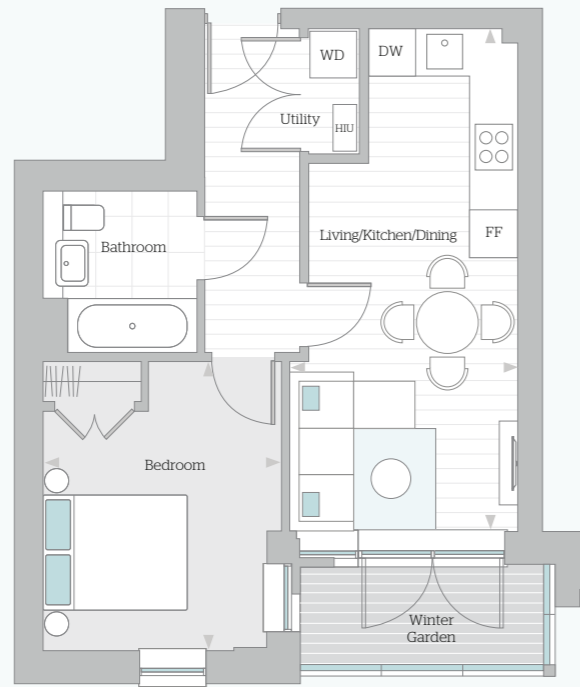 WD
DW
Utility
HIU
Bathroom
Living/Kitchen/Dining
FF
Bedroom
Winter
Garden